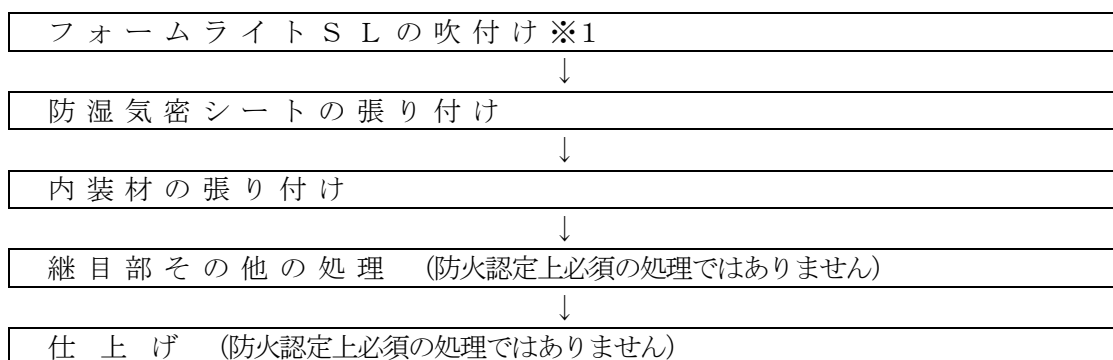 フォームライトＳＬの吹付け※1
↓
防湿気密シートの張り付け
↓
内装材の張り付け
↓
継目部その他の処理 (防火認定上必須の処理ではありません)
↓
仕上げ (防火認定上必須の処理ではありません)